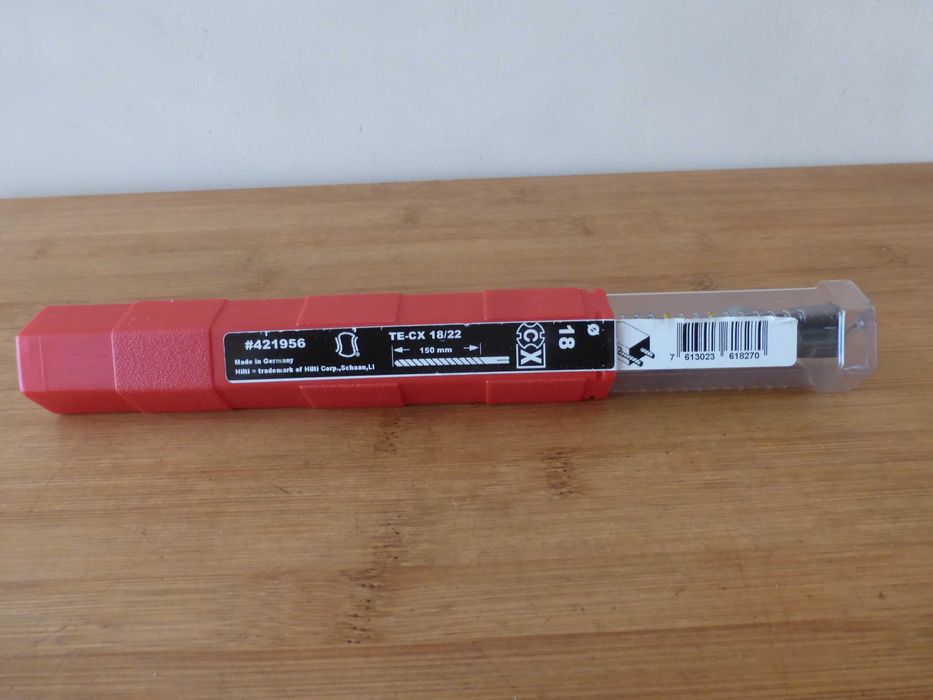 #421956
Made in Germany
Hilti = trademark of Hilti Corp.,Schaan,LI
TE-CX 18/22
150 mm
CX
18
Ø
7 613023 618270